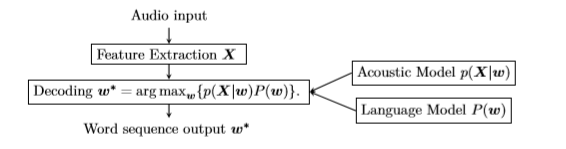 Audio input
Feature Extraction X
Decoding w* = arg max_w{p(X|w)P(w)}.
Acoustic Model p(X|w)
Language Model P(w)
Word sequence output w*